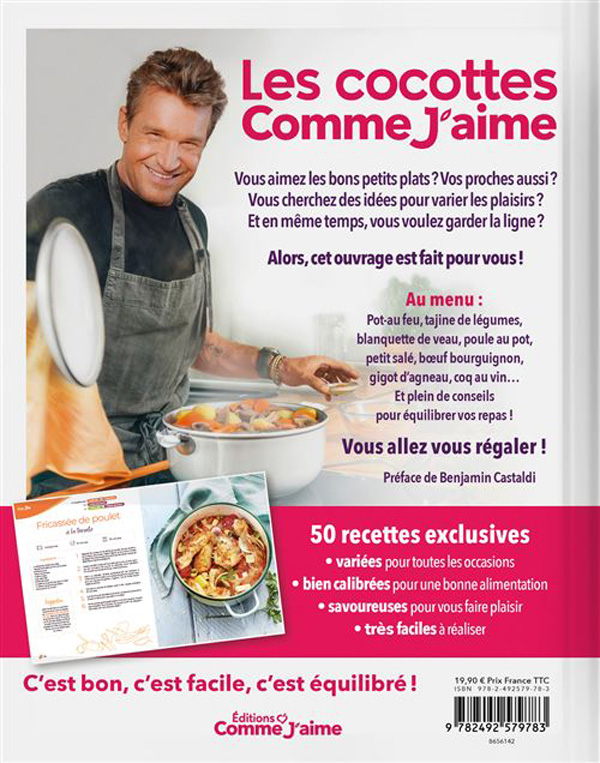 Les cocottes
Comme J'aime
Vous aimez les bons petits plats ? Vos proches aussi ?
Vous cherchez des idées pour varier les plaisirs ?
Et en même temps, vous voulez garder la ligne ?
Alors, cet ouvrage est fait pour vous !
Au menu :
Pot-au feu, tajine de légumes,
blanquette de veau, poule au pot,
petit salé, bœuf bourguignon,
gigot d'agneau, coq au vin…
Et plein de conseils
pour équilibrer vos repas !
Vous allez vous régaler !
Préface de Benjamin Castaldi
Fricassée de poulet
50 recettes exclusives
• variées pour toutes les occasions
• bien calibrées pour une bonne alimentation
• savoureuses pour vous faire plaisir
• très faciles à réaliser
C'est bon, c'est facile, c'est équilibré !
Éditions
Comme J'aime
19,90 € Prix France TTC
ISBN 978-2-492579-78-3
9 782492 579783
8656142